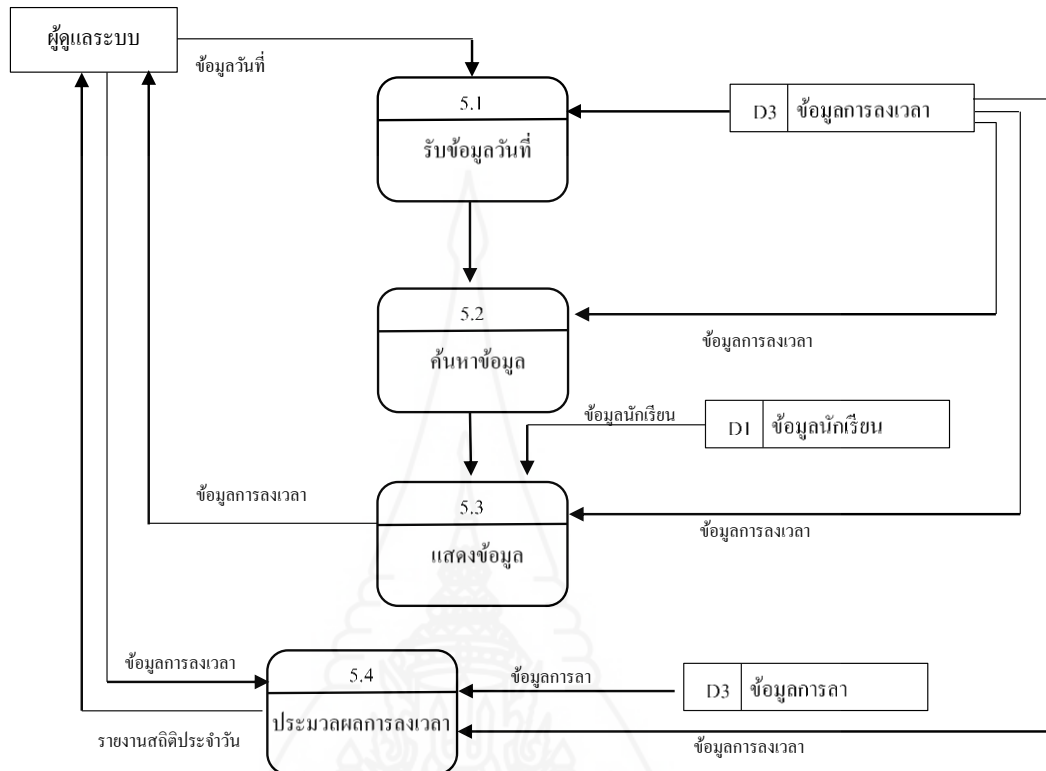 ผู้ดูแลระบบ
ข้อมูลวันที่
5.1
รับข้อมูลวันที่
D3 ข้อมูลการลงเวลา
5.2
ค้นหาข้อมูล
ข้อมูลการลงเวลา
ข้อมูลนักเรียน
D1 ข้อมูลนักเรียน
ข้อมูลการลงเวลา
5.3
แสดงข้อมูล
ข้อมูลการลงเวลา
ข้อมูลการลงเวลา
5.4
ประมวลผลการลงเวลา
ข้อมูลการลา
D3 ข้อมูลการลา
รายงานสถิติประจำวัน
ข้อมูลการลงเวลา